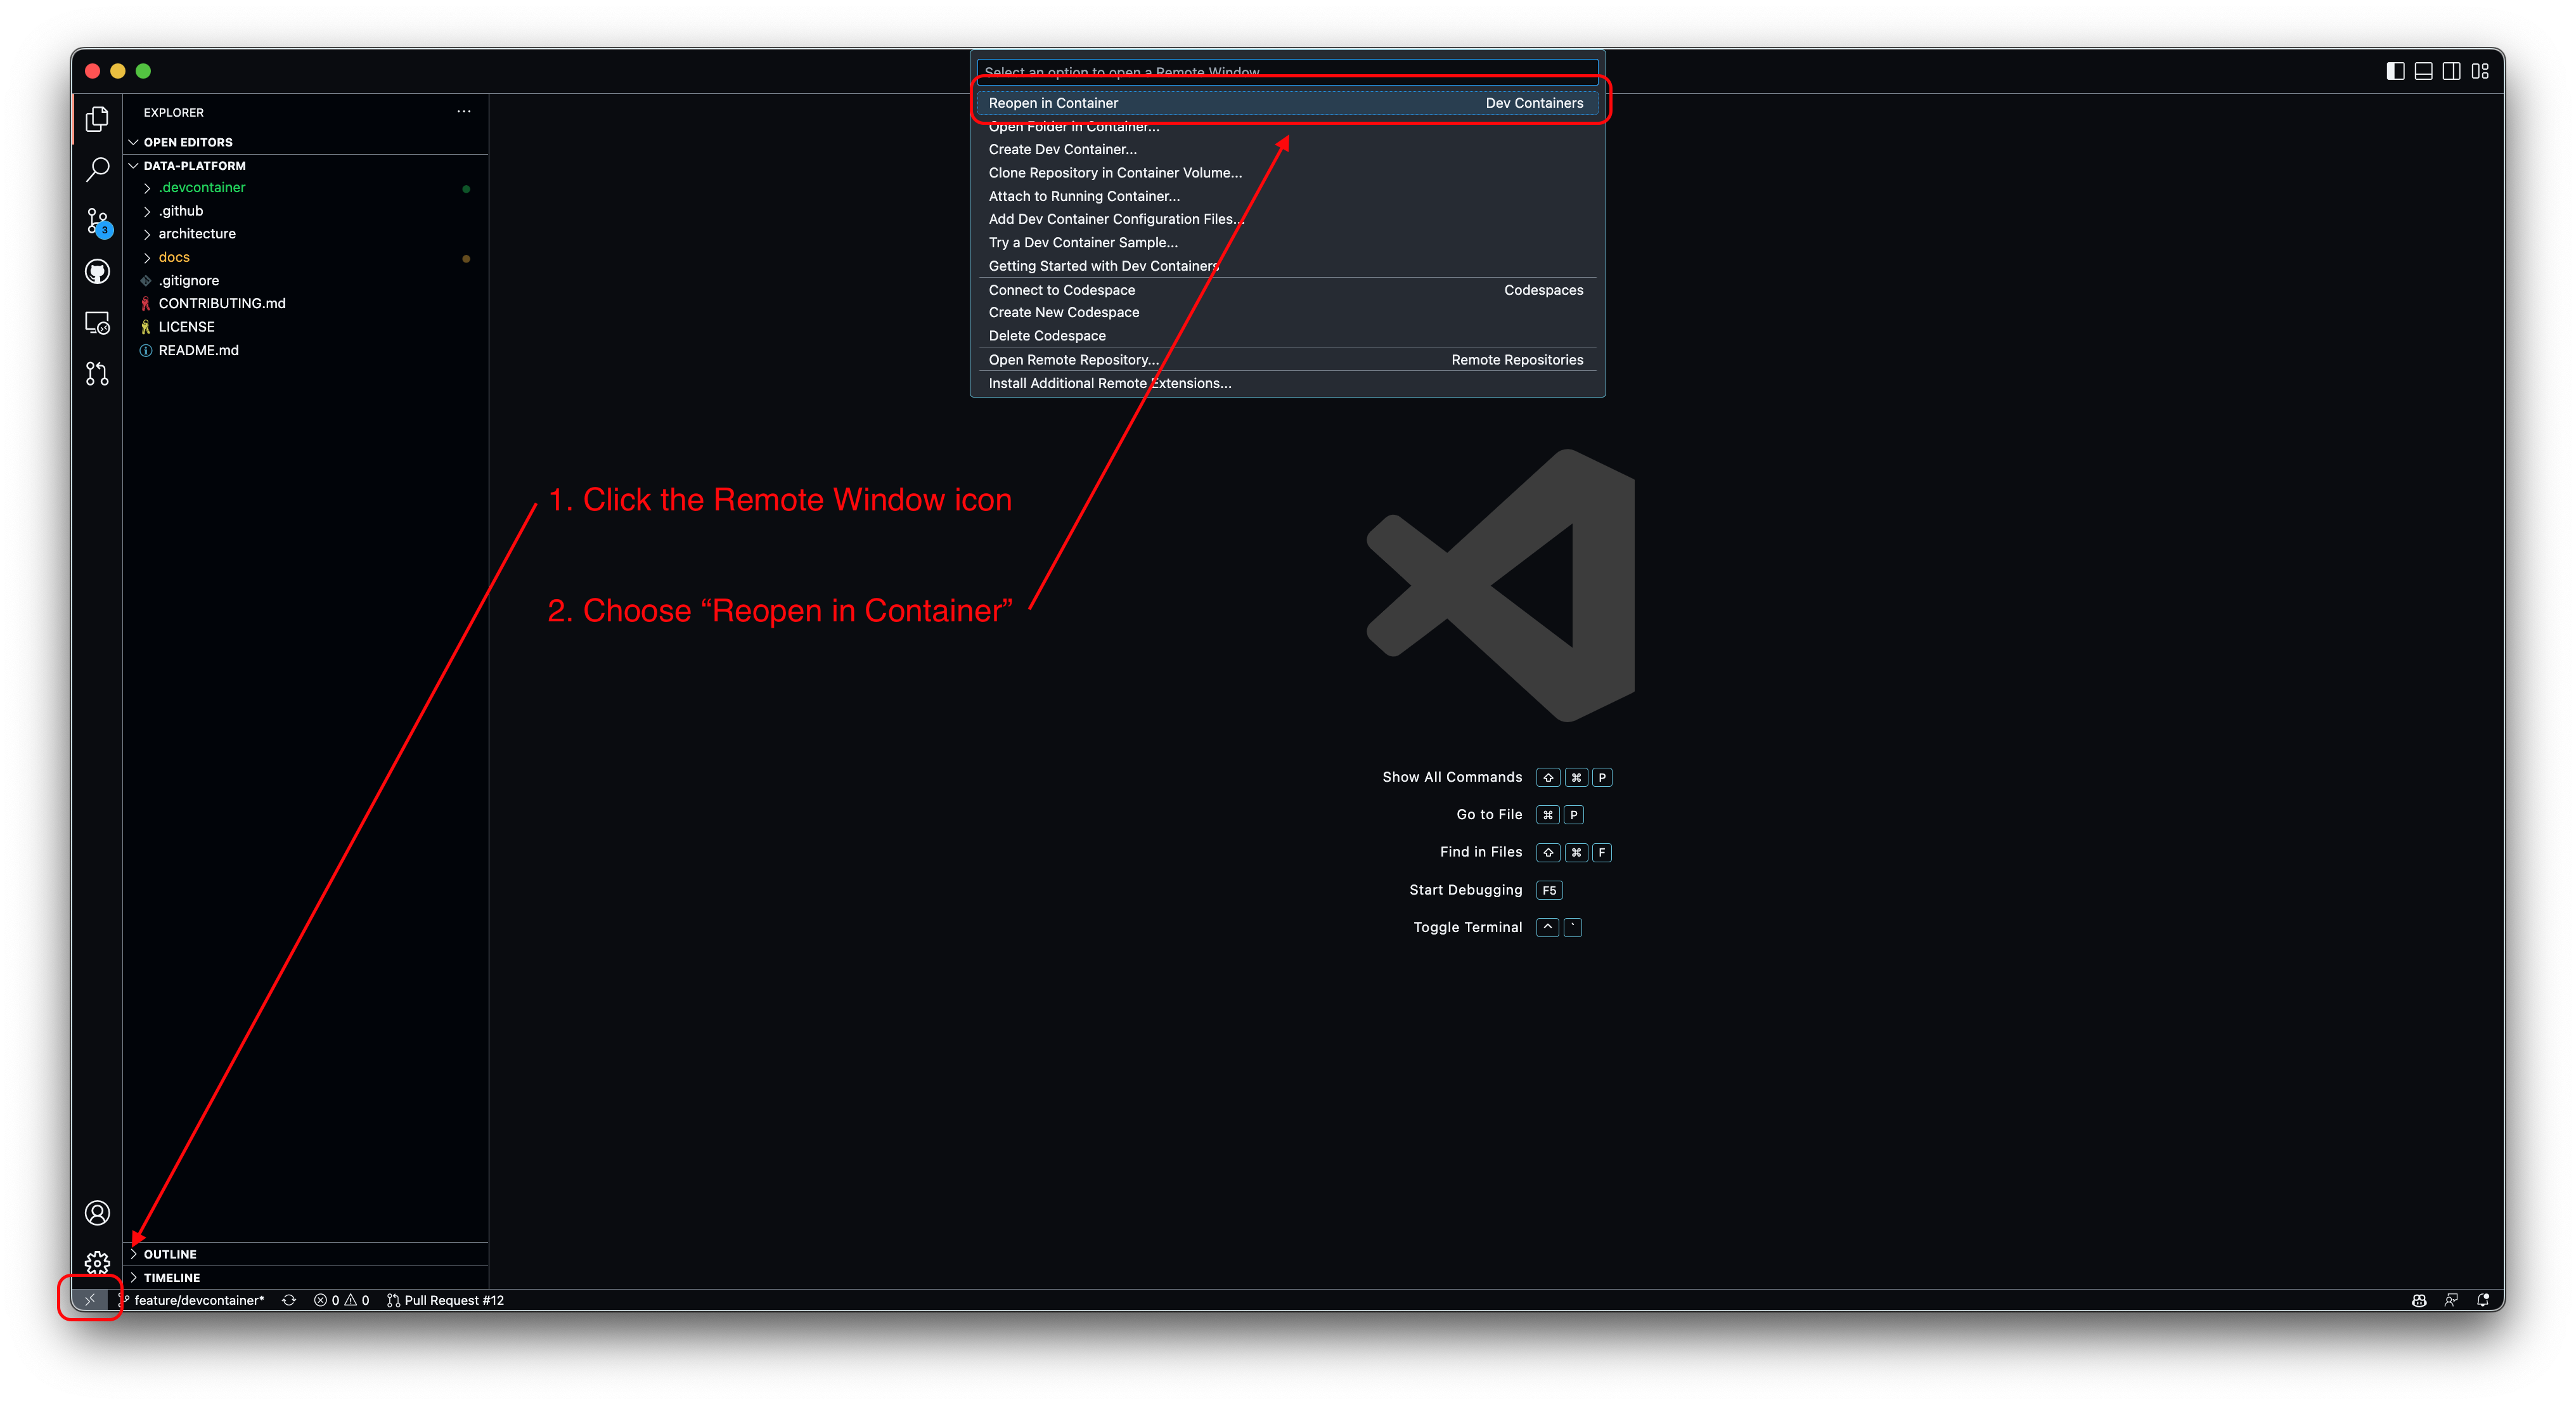 Select an option to open a Remote Window
Reopen in Container Dev Containers
Open Folder in Container...
Create Dev Container...
Clone Repository in Container Volume...
Attach to Running Container...
Add Dev Container Configuration Files...
Try a Dev Container Sample...
Getting Started with Dev Containers
Connect to Codespace Codespaces
Create New Codespace
Delete Codespace
Open Remote Repository... Remote Repositories
Install Additional Remote Extensions...
EXPLORER
OPEN EDITORS
DATA-PLATFORM
.devcontainer
.github
architecture
docs
.gitignore
CONTRIBUTING.md
LICENSE
README.md
3
1. Click the Remote Window icon
2. Choose “Reopen in Container”
Show All Commands ⇧ ⌘ P
Go to File ⌘ P
Find in Files ⇧ ⌘ F
Start Debugging F5
Toggle Terminal ^ `
OUTLINE
TIMELINE
feature/devcontainer* 0 0 Pull Request #12